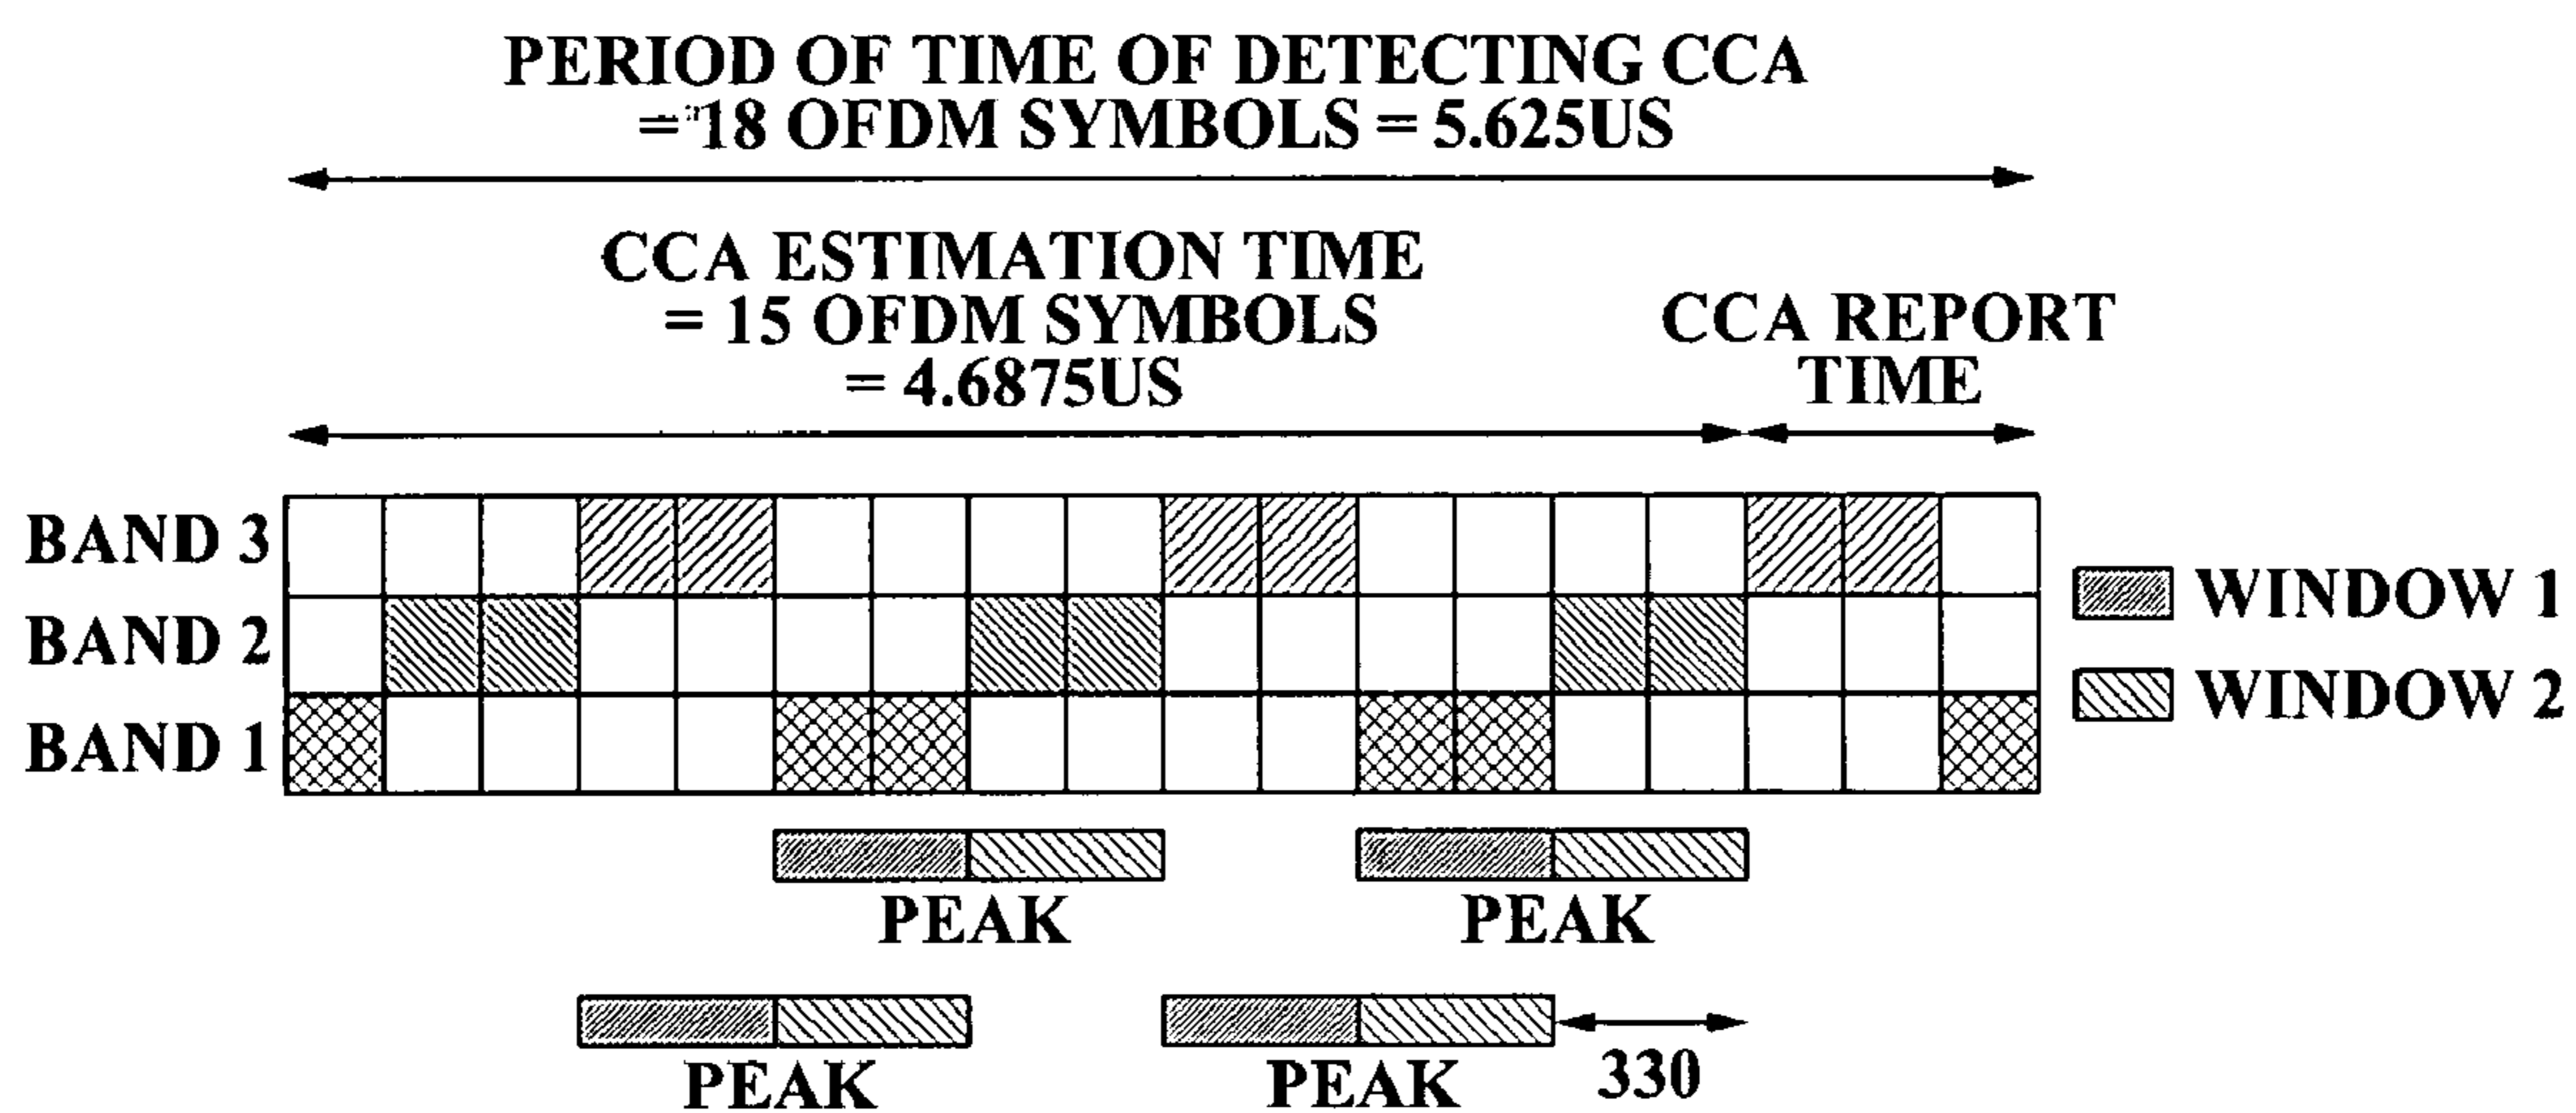 PERIOD OF TIME OF DETECTING CCA
= 18 OFDM SYMBOLS = 5.625US
CCA ESTIMATION TIME
= 15 OFDM SYMBOLS
= 4.6875US
CCA REPORT
TIME
BAND 3
BAND 2
BAND 1
WINDOW 1
WINDOW 2
PEAK
PEAK
PEAK
PEAK
330